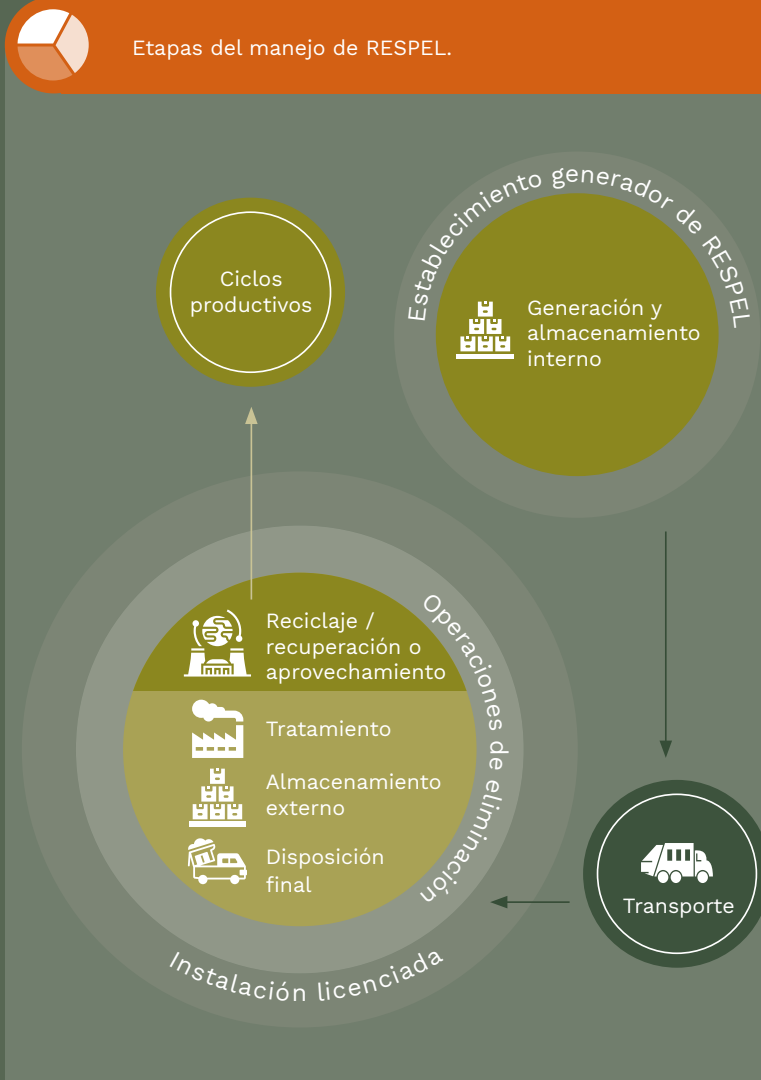 Etapas del manejo de RESPEL.
Establecimiento generador de RESPEL
Generación y
almacenamiento
interno
Ciclos
productivos
Reciclaje /
recuperación o
aprovechamiento
Tratamiento
Almacenamiento
externo
Disposición
final
Operaciones de eliminación
Instalación licenciada
Transporte